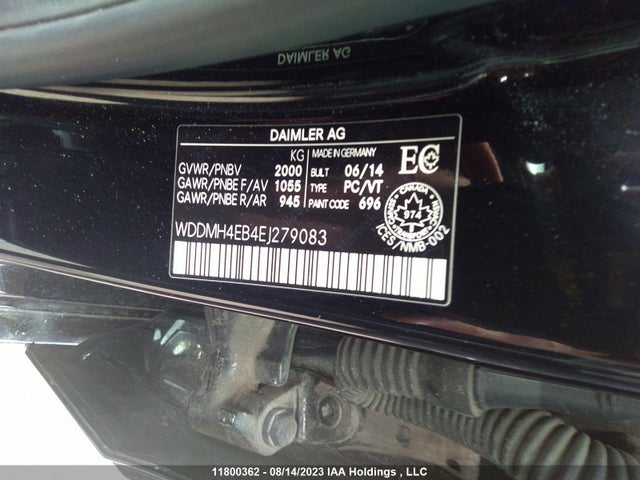 DAIMLER AG
DAIMLER AG
KG
MADE IN GERMANY
EC
GVWR/PNBV 2000
BUILT 06/14
GAWR/PNBE F/AV 1055
TYPE PC/VT
GAWR/PNBE R/AR 945
PAINT CODE 696
CANADA
974
TRANSPORT
ICES/NMB-002
WDDMH4EB4EJ279083
11800362 - 08/14/2023 IAA Holdings , LLC